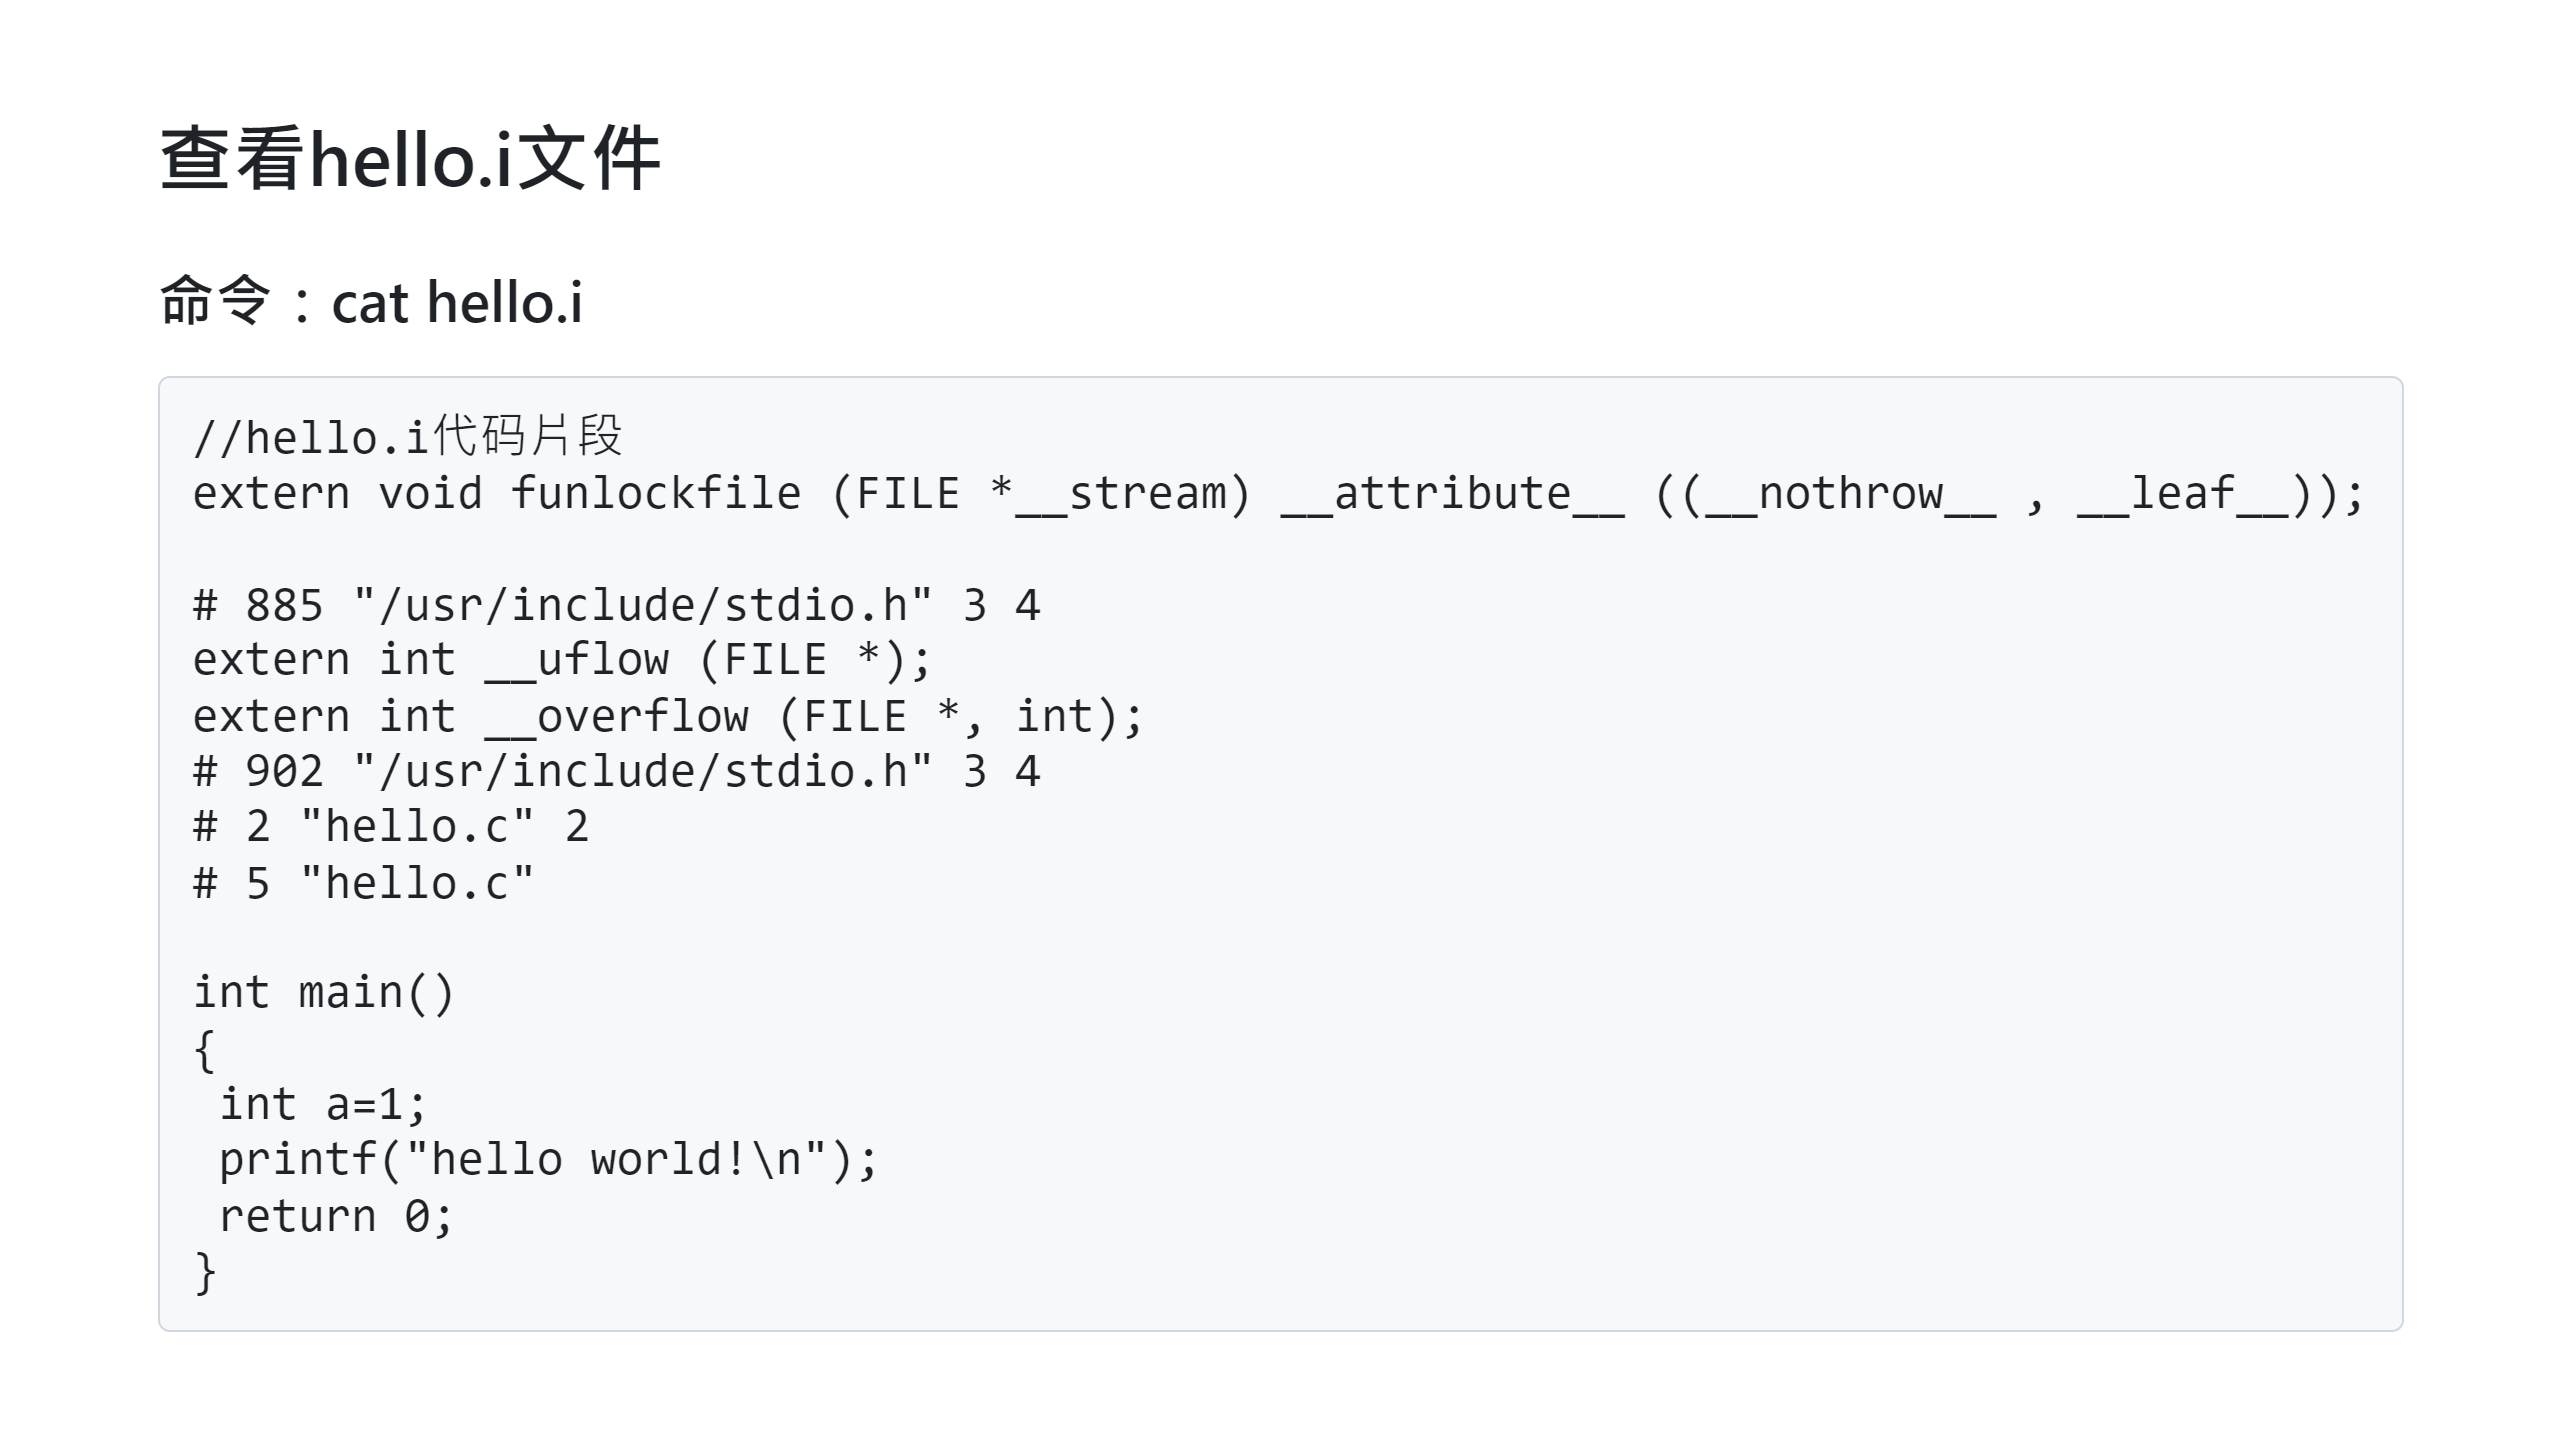 查看hello.i文件
命令：cat hello.i
//hello.i代码片段
extern void funlockfile (FILE *__stream) __attribute__ ((__nothrow__ , __leaf__));
# 885 "/usr/include/stdio.h" 3 4
extern int __uflow (FILE *);
extern int __overflow (FILE *, int);
# 902 "/usr/include/stdio.h" 3 4
# 2 "hello.c" 2
# 5 "hello.c"
int main()
{
 int a=1;
 printf("hello world!\n");
 return 0;
}